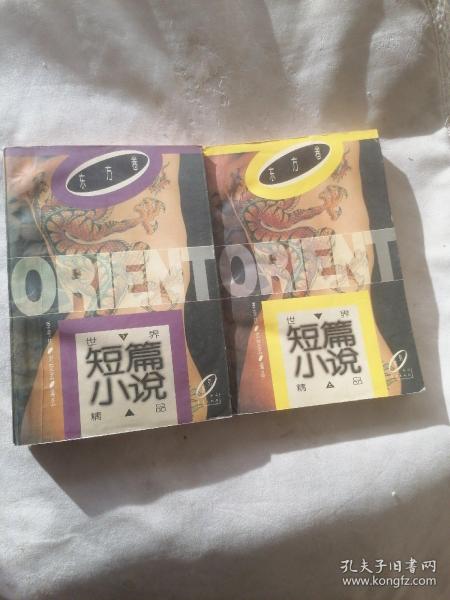 东方卷
ORIENT
世界
短篇
小说
精品
东方卷
ORIENT
世界
短篇
小说
精品
孔夫子旧书网
www.kongfz.com